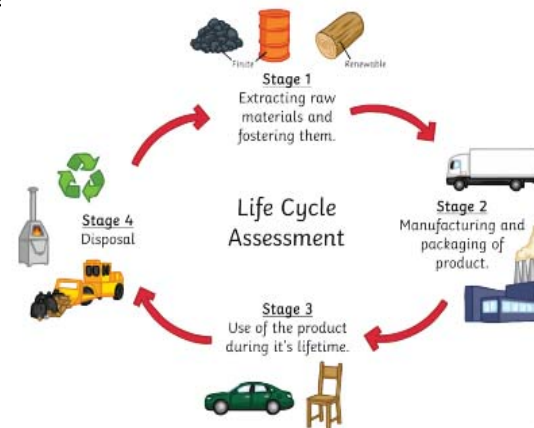 Finite
Renewable
Stage 1
Extracting raw
materials and
fostering them.
Life Cycle
Assessment
Stage 2
Manufacturing and
packaging of
product.
Stage 3
Use of the product
during it's lifetime.
Stage 4
Disposal